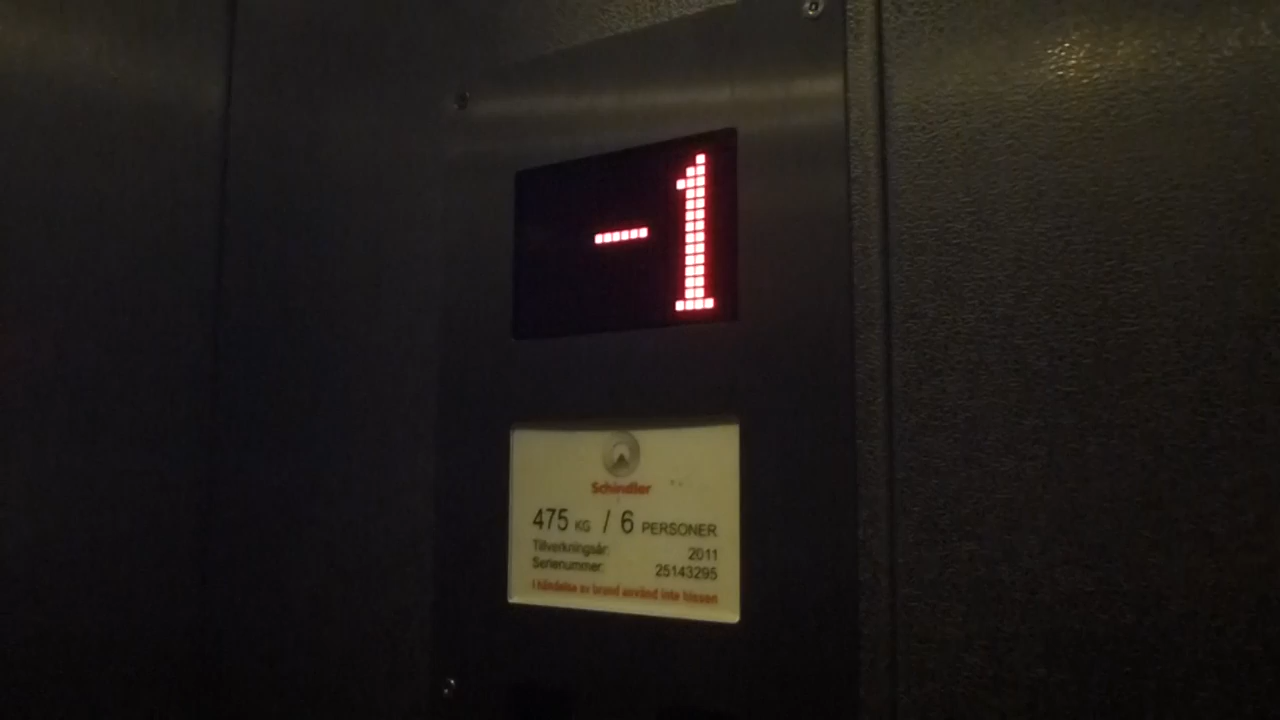 -1
Schindler
475 KG / 6 PERSONER
Tillverkningsår: 2011
Serienummer: 25143295
I händelse av brand använd inte hissen